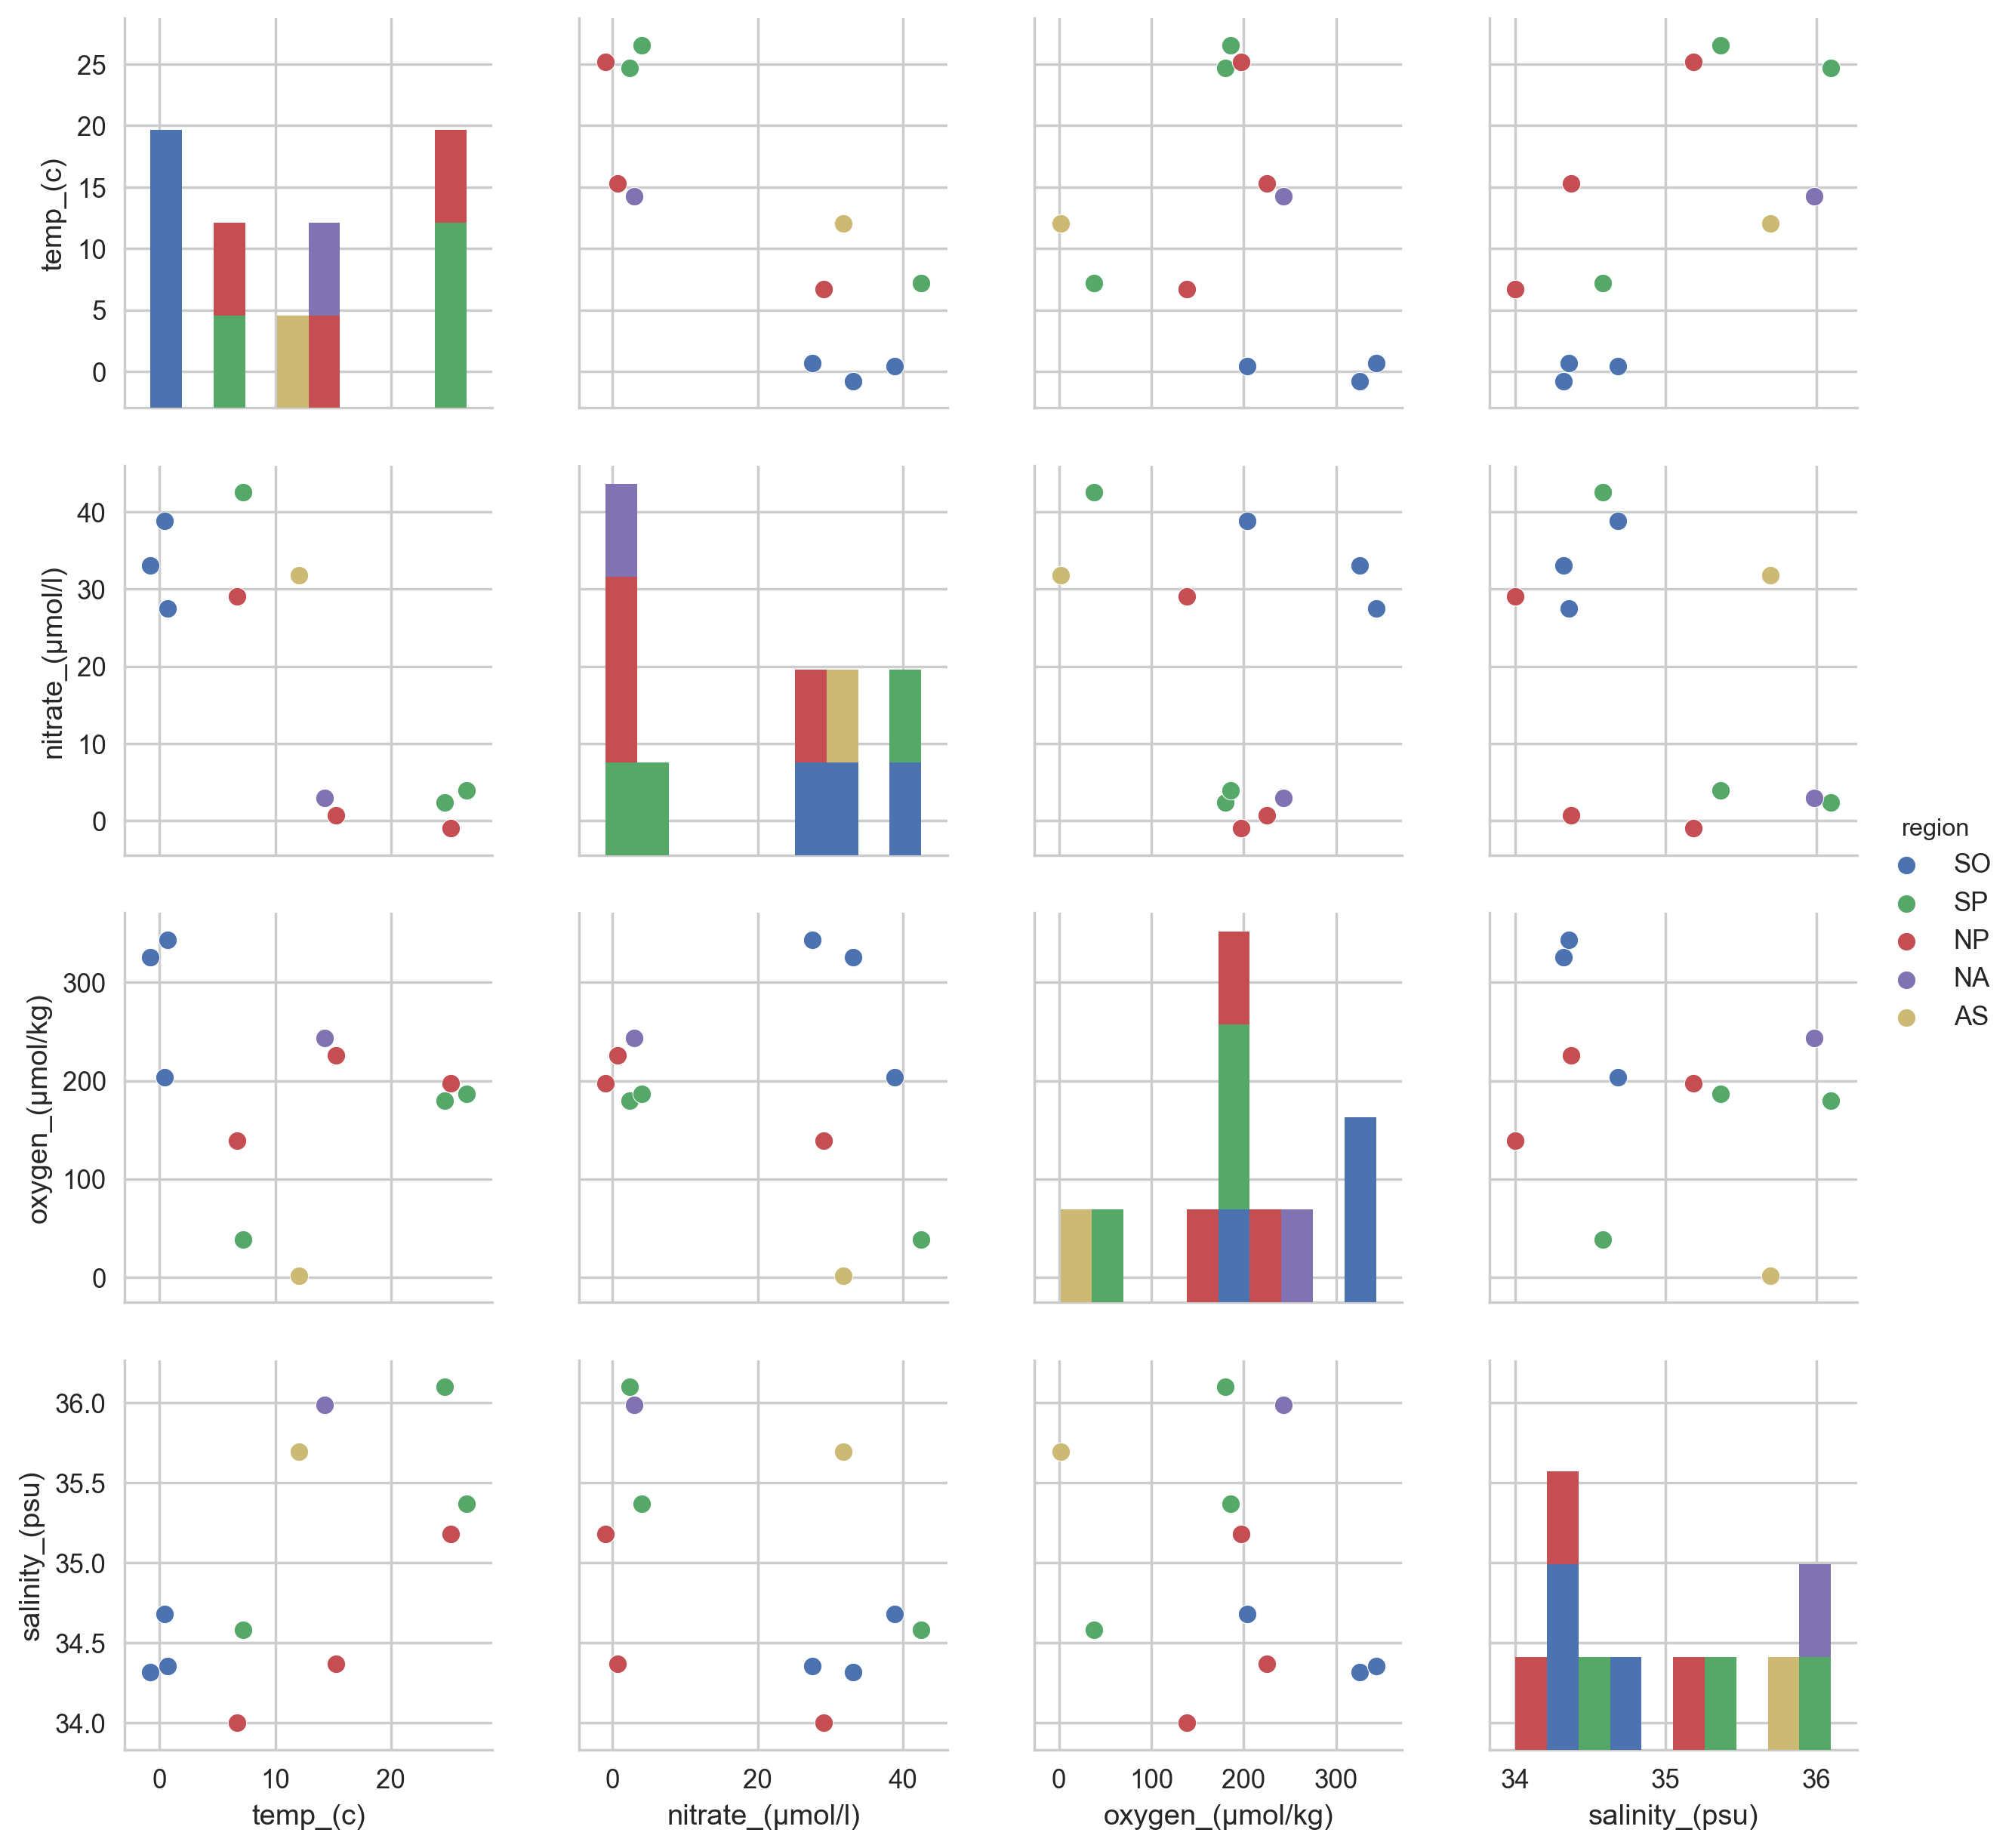 25
20
15
10
5
0
temp_(c)
40
30
20
10
0
nitrate_(µmol/l)
region
SO
SP
NP
NA
AS
300
200
100
0
oxygen_(µmol/kg)
36.0
35.5
35.0
34.5
34.0
salinity_(psu)
0 10 20
temp_(c)
0 20 40
nitrate_(µmol/l)
0 100 200 300
oxygen_(µmol/kg)
34 35 36
salinity_(psu)